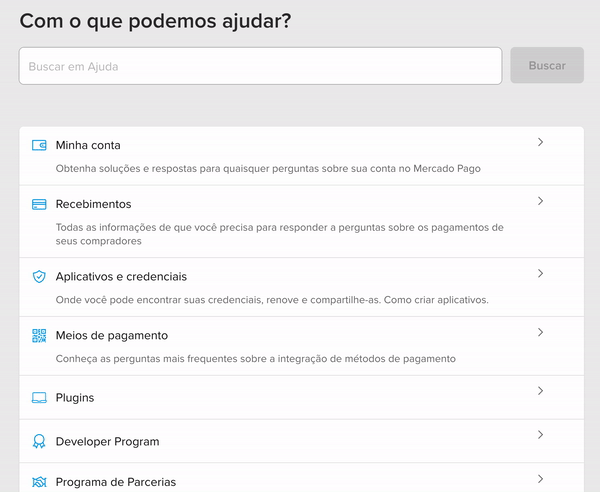 Com o que podemos ajudar?
Buscar em Ajuda
Buscar
Minha conta
Obtenha soluções e respostas para quaisquer perguntas sobre sua conta no Mercado Pago
Recebimentos
Todas as informações de que você precisa para responder a perguntas sobre os pagamentos de
seus compradores
Aplicativos e credenciais
Onde você pode encontrar suas credenciais, renove e compartilhe-as. Como criar aplicativos.
Meios de pagamento
Conheça as perguntas mais frequentes sobre a integração de métodos de pagamento
Plugins
Developer Program
Programa de Parcerias